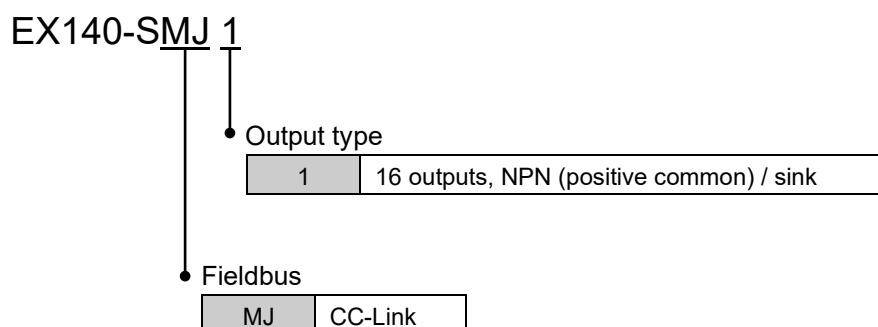 EX140-SMJ 1
Output type
1 16 outputs, NPN (positive common) / sink
Fieldbus
MJ CC-Link